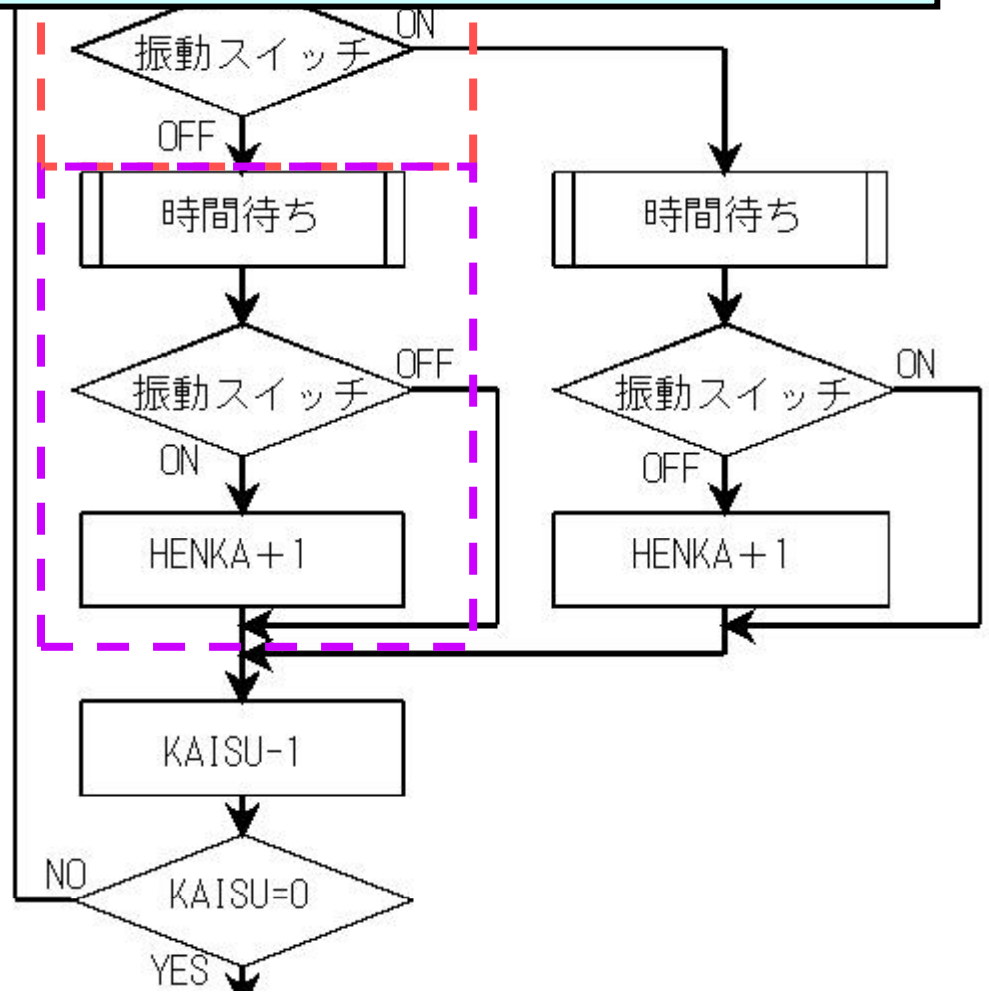 ON
振動スイッチ
OFF
時間待ち
時間待ち
OFF
ON
振動スイッチ
振動スイッチ
ON
OFF
HENKA+1
HENKA+1
KAISU-1
NO
KAISU=0
YES